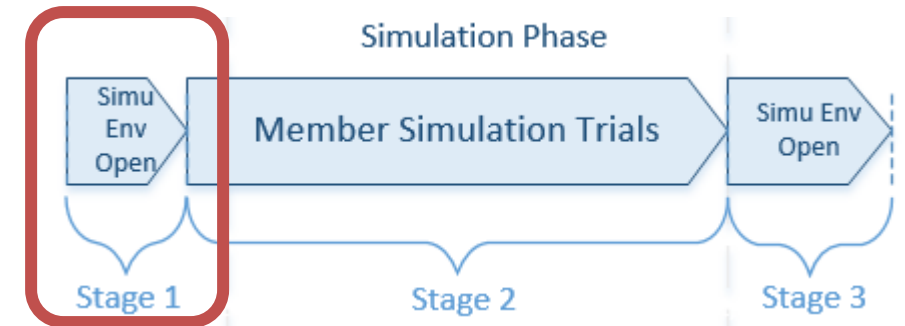 Simulation Phase
Simu
Env
Open
Member Simulation Trials
Simu Env
Open
Stage 1
Stage 2
Stage 3